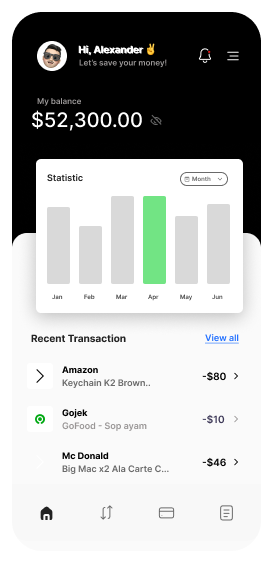 Hi, Alexander ✌️
Let's save your money!
My balance
$52,300.00
Statistic
Month
Jan Feb Mar Apr May Jun
Recent Transaction View all
Amazon
Keychain K2 Brown..
-$80
Gojek
GoFood - Sop ayam
-$10
Mc Donald
Big Mac x2 Ala Carte C...
-$46